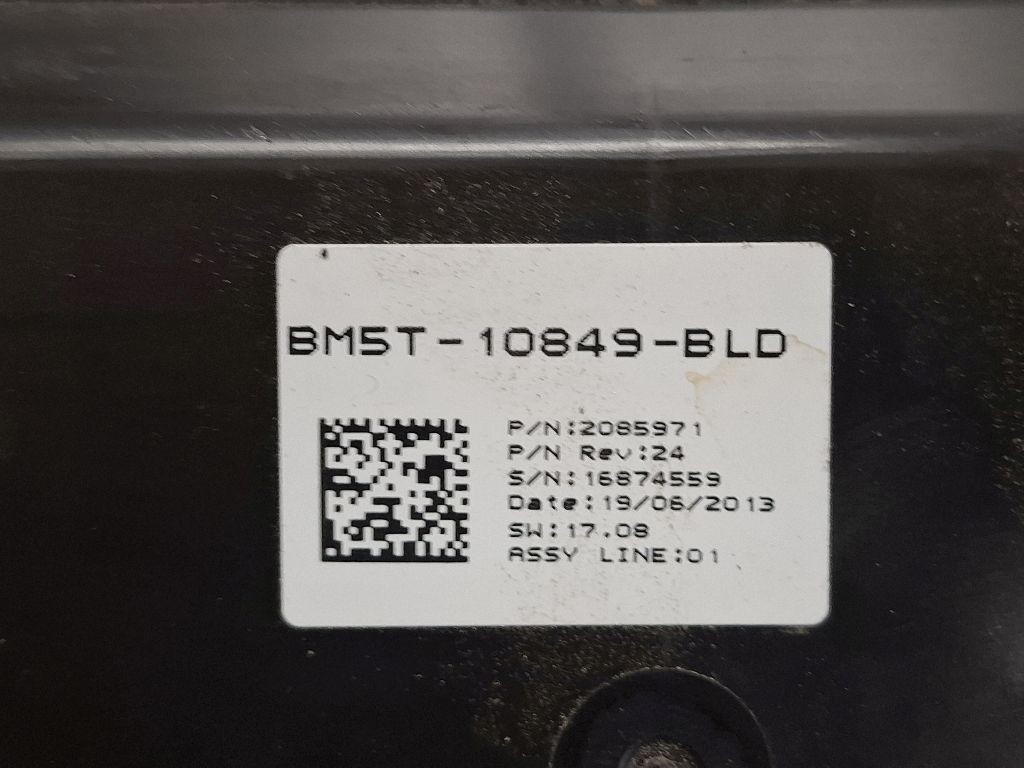 BM5T-10849-BLD
P/N:2085971
P/N Rev:24
S/N:16874559
Date:19/06/2013
SW:17.08
ASSY LINE:01